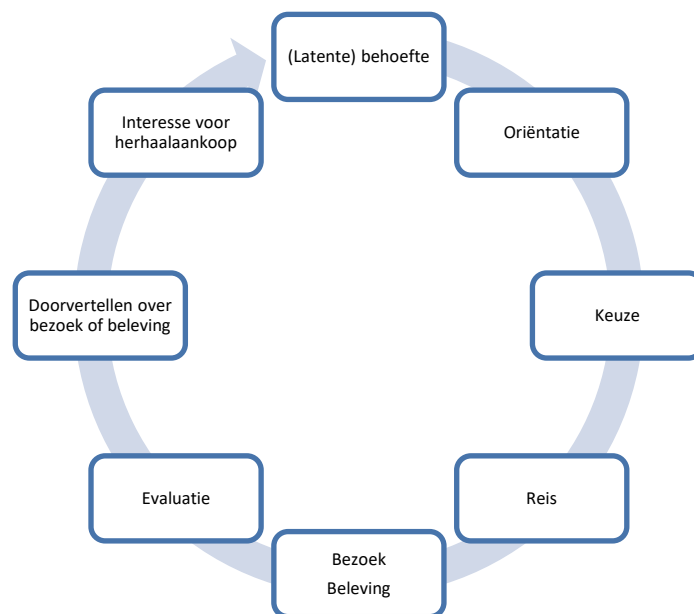 (Latente) behoefte
Oriëntatie
Keuze
Reis
Bezoek
Beleving
Evaluatie
Doorvertellen over
bezoek of beleving
Interesse voor
herhaalaankoop